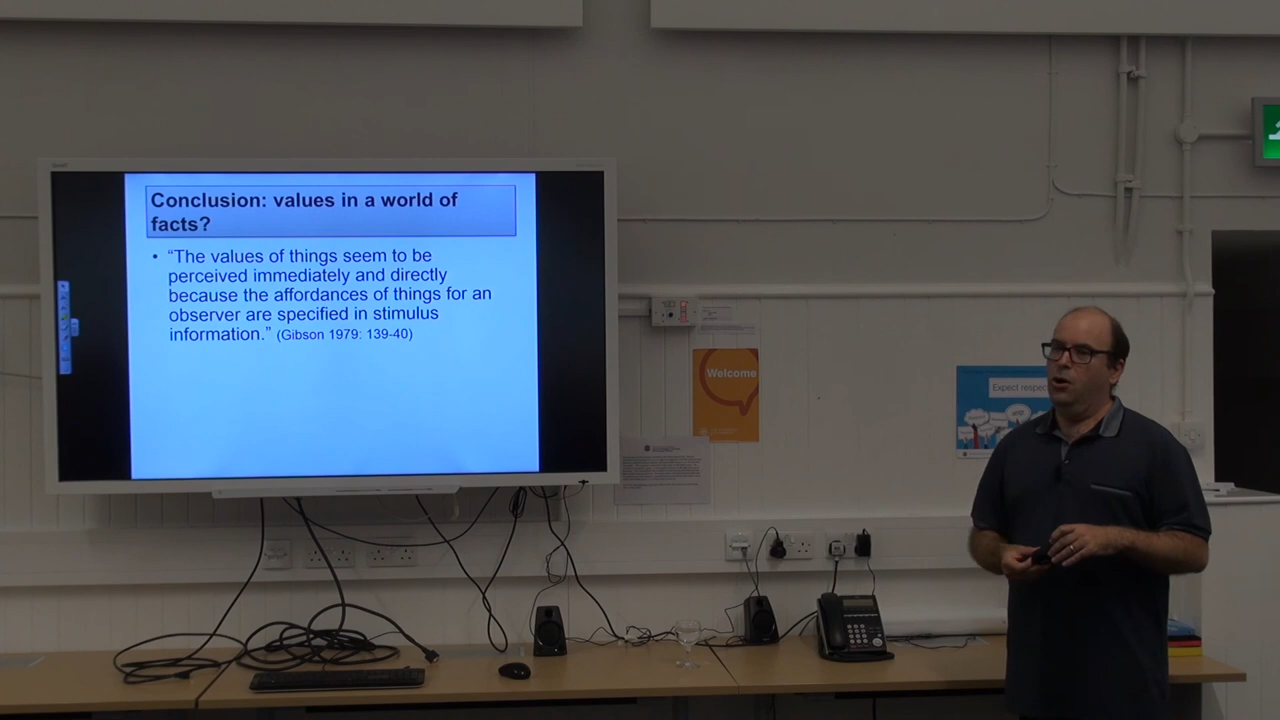 Conclusion: values in a world of
facts?
• “The values of things seem to be
perceived immediately and directly
because the affordances of things for an
observer are specified in stimulus
information.” (Gibson 1979: 139-40)
Welcome
Expect respect